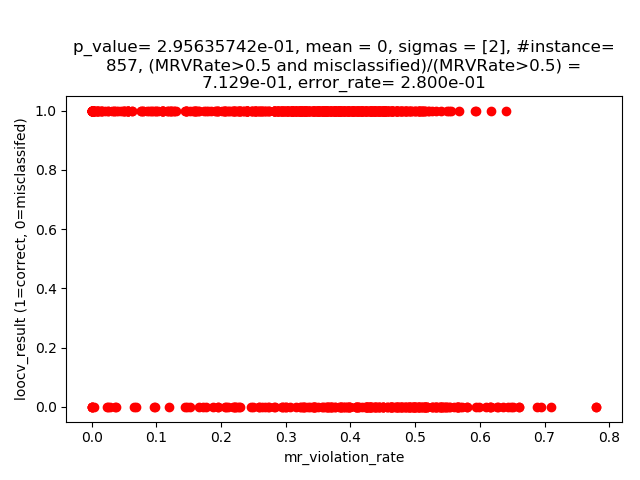 p_value= 2.95635742e-01, mean = 0, sigmas = [2], #instance=
857, (MRVRate>0.5 and misclassified)/(MRVRate>0.5) =
7.129e-01, error_rate= 2.800e-01
1.0
0.8
0.6
0.4
0.2
0.0
loocv_result (1=correct, 0=misclassifed)
0.0 0.1 0.2 0.3 0.4 0.5 0.6 0.7 0.8
mr_violation_rate